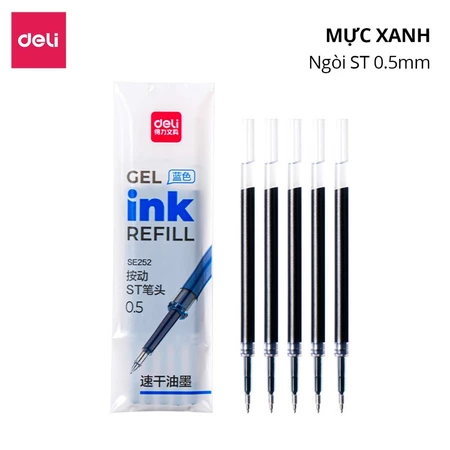 deli
MỰC XANH
Ngòi ST 0.5mm
deli
得力文具
GEL 蓝色
ink
REFILL
SE252
按动
ST笔头
0.5
速干油墨